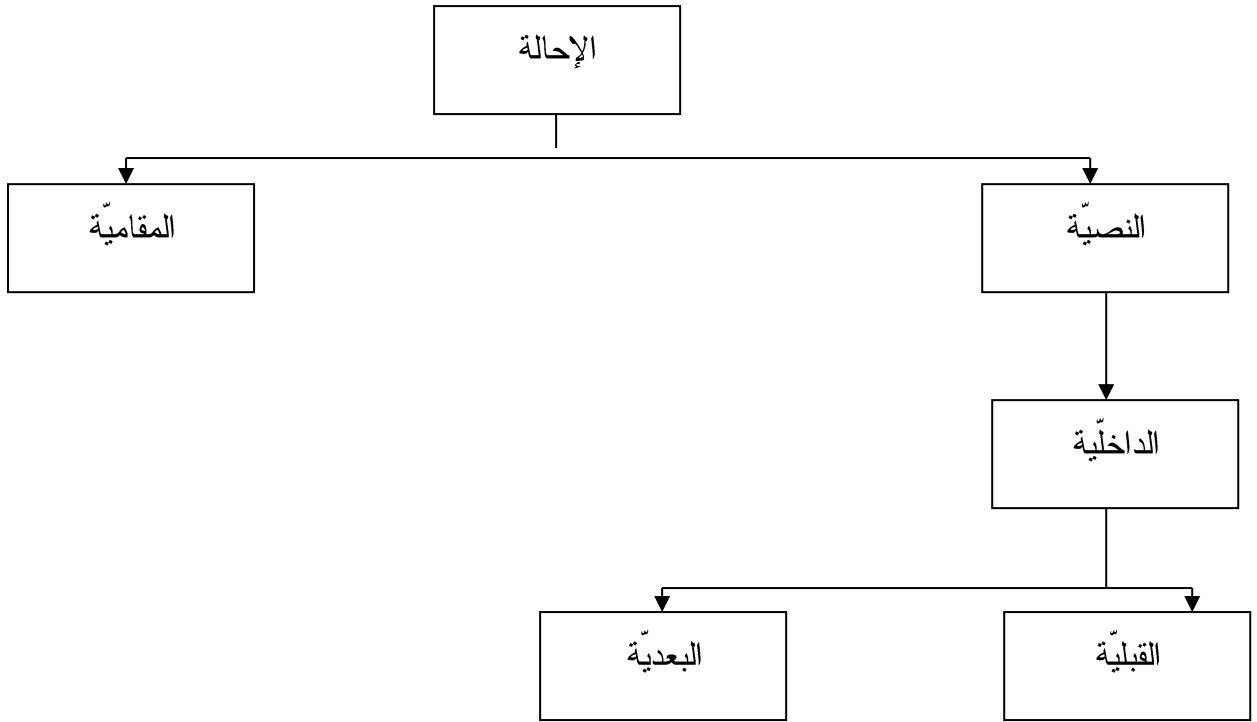 الإحالة
النصيّة
المقاميّة
الداخلّية
القبليّة
البعديّة